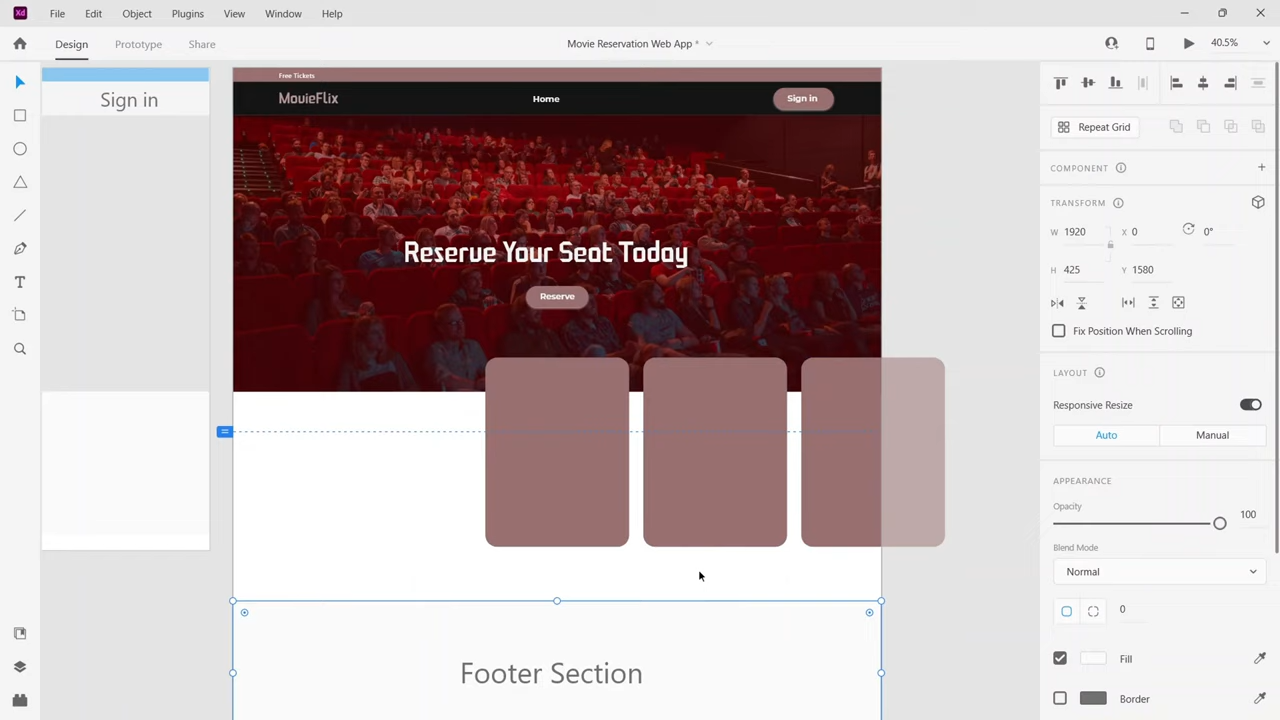 Xd File Edit Object Plugins View Window Help
Design Prototype Share Movie Reservation Web App * 40.5%
Sign in
Free Tickets
MovieFlix Home Sign in
Reserve Your Seat Today
Reserve
Footer Section
Repeat Grid
COMPONENT
TRANSFORM
W 1920 X 0 0°
H 425 Y 1580
Fix Position When Scrolling
LAYOUT
Responsive Resize
Auto Manual
APPEARANCE
Opacity
100
Blend Mode
Normal
0
Fill
Border